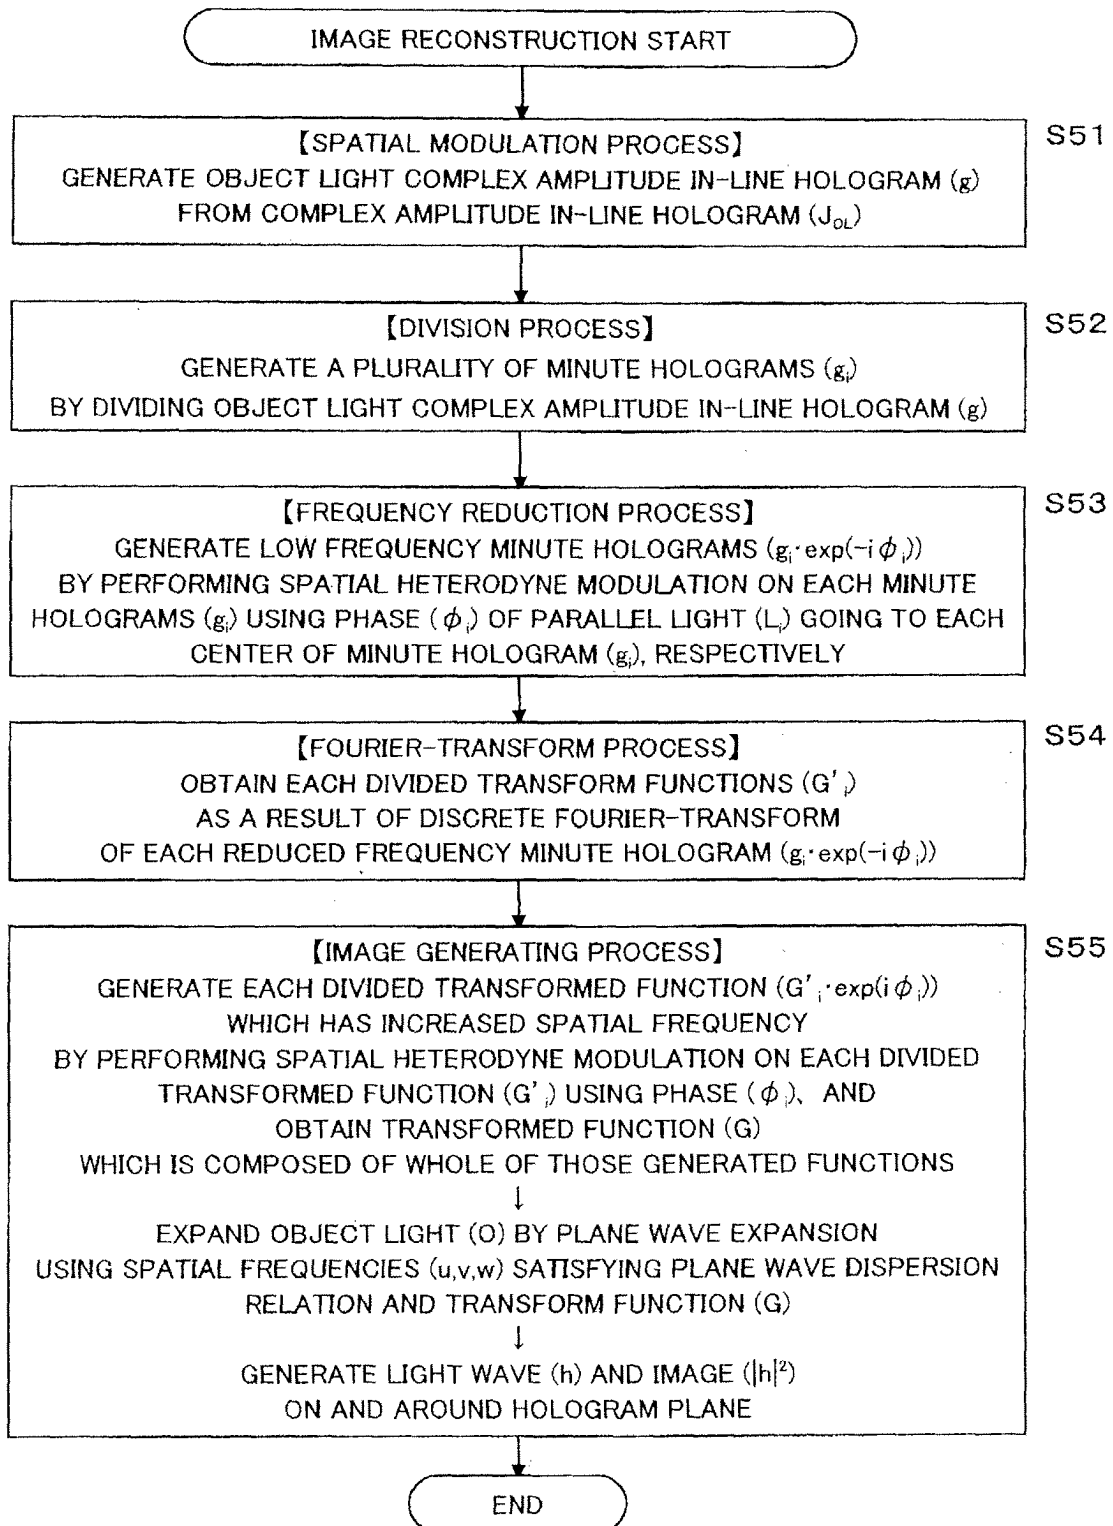 IMAGE RECONSTRUCTION START
S51
【SPATIAL MODULATION PROCESS】
GENERATE OBJECT LIGHT COMPLEX AMPLITUDE IN-LINE HOLOGRAM (g)
FROM COMPLEX AMPLITUDE IN-LINE HOLOGRAM (J_OL)
S52
【DIVISION PROCESS】
GENERATE A PLURALITY OF MINUTE HOLOGRAMS (g_i)
BY DIVIDING OBJECT LIGHT COMPLEX AMPLITUDE IN-LINE HOLOGRAM (g)
S53
【FREQUENCY REDUCTION PROCESS】
GENERATE LOW FREQUENCY MINUTE HOLOGRAMS (g_i·exp(-iϕ_i))
BY PERFORMING SPATIAL HETERODYNE MODULATION ON EACH MINUTE
HOLOGRAMS (g_i) USING PHASE (ϕ_i) OF PARALLEL LIGHT (L_i) GOING TO EACH
CENTER OF MINUTE HOLOGRAM (g_i), RESPECTIVELY
S54
【FOURIER-TRANSFORM PROCESS】
OBTAIN EACH DIVIDED TRANSFORM FUNCTIONS (G'_i)
AS A RESULT OF DISCRETE FOURIER-TRANSFORM
OF EACH REDUCED FREQUENCY MINUTE HOLOGRAM (g_i·exp(-iϕ_i))
S55
【IMAGE GENERATING PROCESS】
GENERATE EACH DIVIDED TRANSFORMED FUNCTION (G'_i·exp(iϕ_i))
WHICH HAS INCREASED SPATIAL FREQUENCY
BY PERFORMING SPATIAL HETERODYNE MODULATION ON EACH DIVIDED
TRANSFORMED FUNCTION (G'_i) USING PHASE (ϕ_i)、 AND
OBTAIN TRANSFORMED FUNCTION (G)
WHICH IS COMPOSED OF WHOLE OF THOSE GENERATED FUNCTIONS
↓
EXPAND OBJECT LIGHT (O) BY PLANE WAVE EXPANSION
USING SPATIAL FREQUENCIES (u,v,w) SATISFYING PLANE WAVE DISPERSION
RELATION AND TRANSFORM FUNCTION (G)
↓
GENERATE LIGHT WAVE (h) AND IMAGE (|h|²)
ON AND AROUND HOLOGRAM PLANE
END